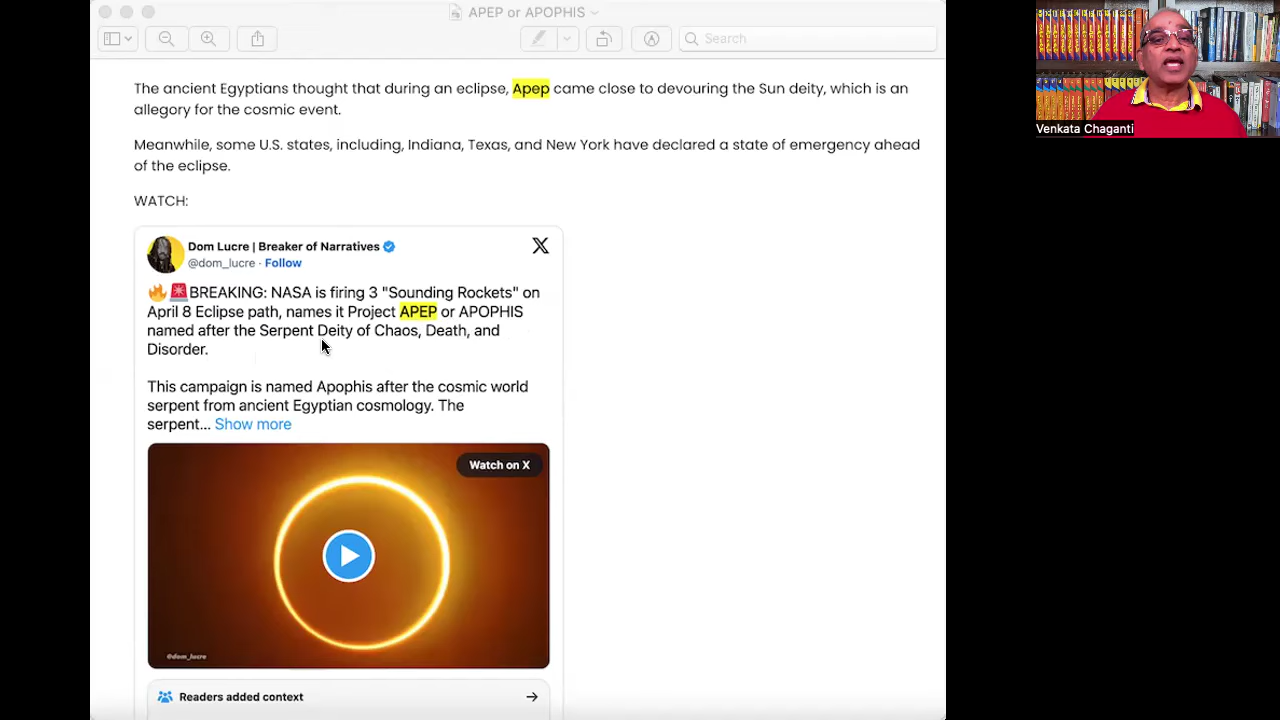 APEP or APOPHIS
Search
The ancient Egyptians thought that during an eclipse, Apep came close to devouring the Sun deity, which is an
allegory for the cosmic event.
Meanwhile, some U.S. states, including, Indiana, Texas, and New York have declared a state of emergency ahead
of the eclipse.
WATCH:
Dom Lucre | Breaker of Narratives
@dom_lucre · Follow
🔥🚨BREAKING: NASA is firing 3 "Sounding Rockets" on
April 8 Eclipse path, names it Project APEP or APOPHIS
named after the Serpent Deity of Chaos, Death, and
Disorder.
This campaign is named Apophis after the cosmic world
serpent from ancient Egyptian cosmology. The
serpent... Show more
Watch on X
@dom_lucre
Readers added context
Venkata Chaganti